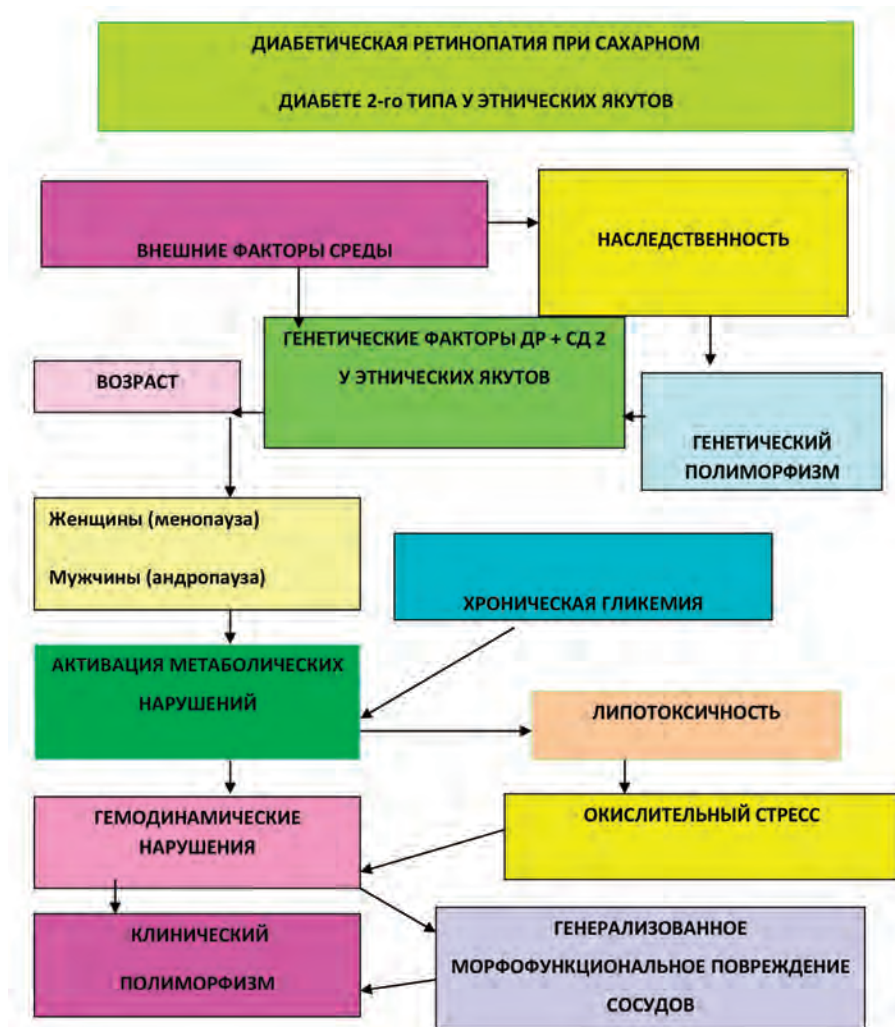 ДИАБЕТИЧЕСКАЯ РЕТИНОПАТИЯ ПРИ САХАРНОМ
ДИАБЕТЕ 2-го ТИПА У ЭТНИЧЕСКИХ ЯКУТОВ
ВНЕШНИЕ ФАКТОРЫ СРЕДЫ
НАСЛЕДСТВЕННОСТЬ
ГЕНЕТИЧЕСКИЕ ФАКТОРЫ ДР + СД 2
У ЭТНИЧЕСКИХ ЯКУТОВ
ВОЗРАСТ
ГЕНЕТИЧЕСКИЙ
ПОЛИМОРФИЗМ
Женщины (менопауза)
Мужчины (андропауза)
ХРОНИЧЕСКАЯ ГЛИКЕМИЯ
АКТИВАЦИЯ МЕТАБОЛИЧЕСКИХ
НАРУШЕНИЙ
ЛИПОТОКСИЧНОСТЬ
ГЕМОДИНАМИЧЕСКИЕ
НАРУШЕНИЯ
ОКИСЛИТЕЛЬНЫЙ СТРЕСС
КЛИНИЧЕСКИЙ
ПОЛИМОРФИЗМ
ГЕНЕРАЛИЗОВАННОЕ
МОРФОФУНКЦИОНАЛЬНОЕ ПОВРЕЖДЕНИЕ
СОСУДОВ